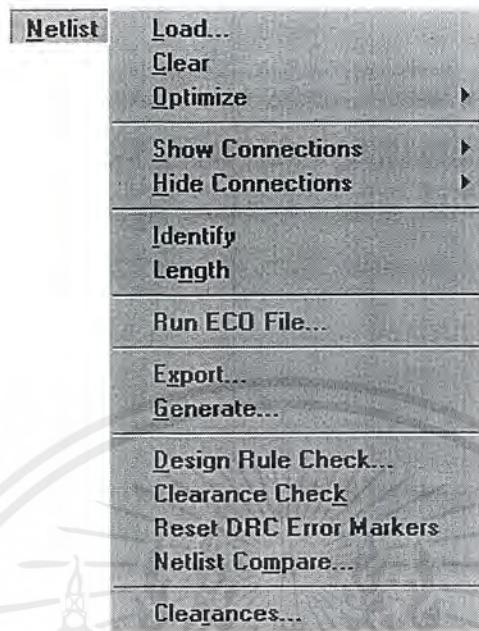 Netlist
Load...
Clear
Optimize
Show Connections
Hide Connections
Identify
Length
Run ECO File...
Export...
Generate...
Design Rule Check...
Clearance Check
Reset DRC Error Markers
Netlist Compare...
Clearances...